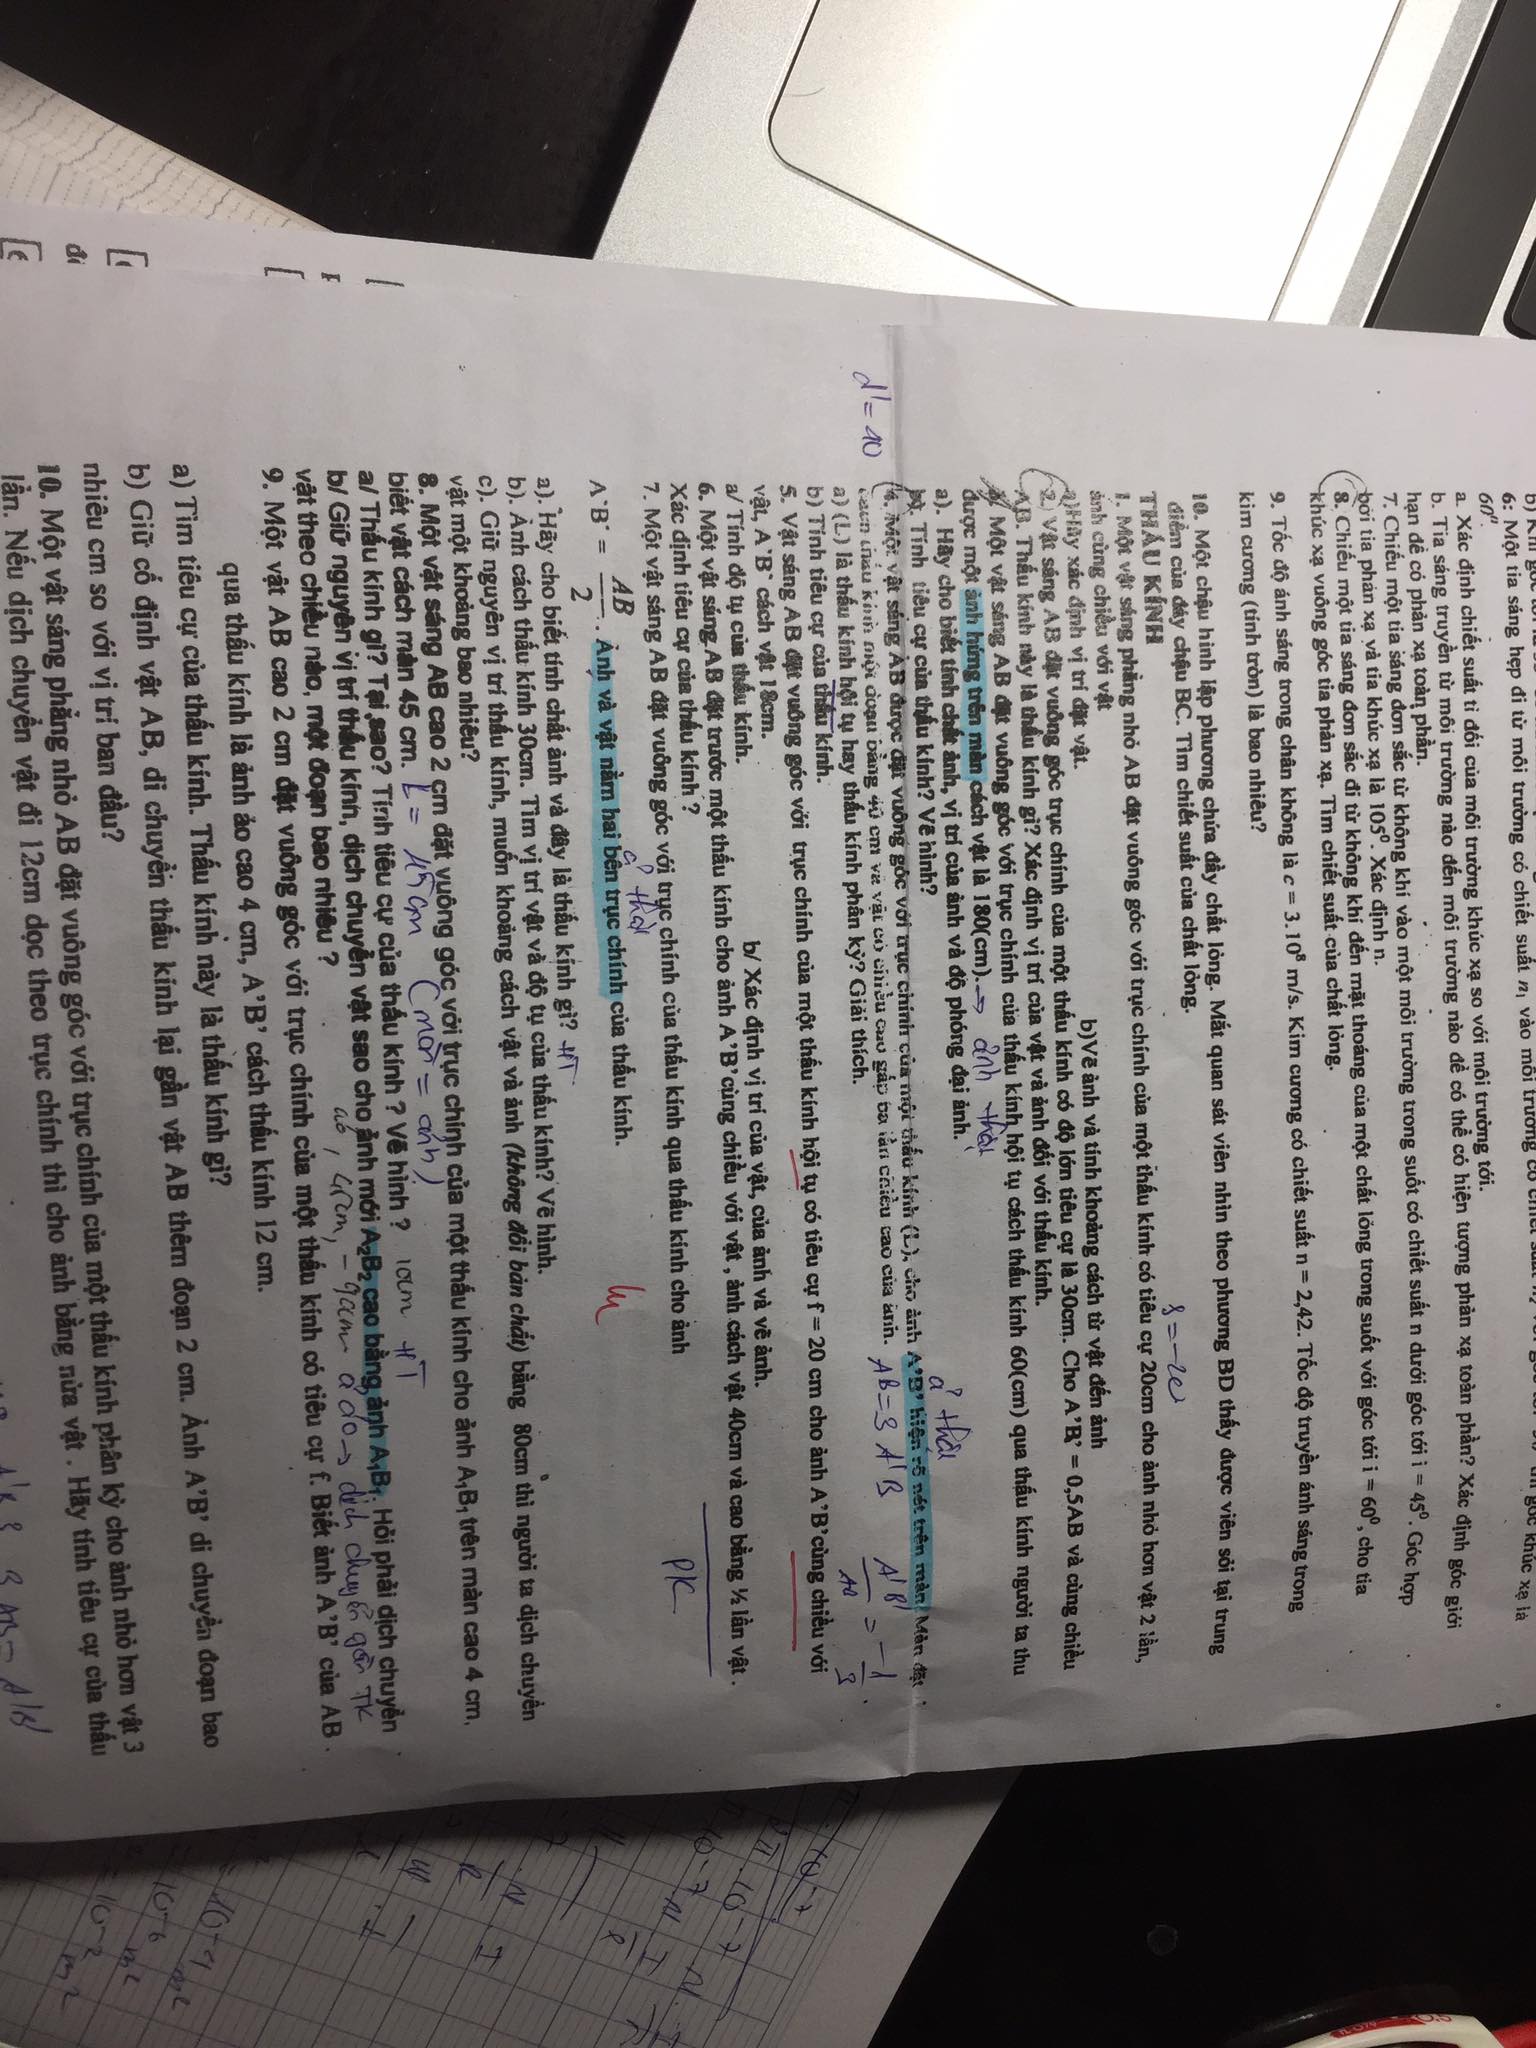 6: Một tia sáng hẹp đi từ môi trường có chiết suất n₁ vào môi trường có chiết suất góc khúc xạ là
60⁰.
a. Xác định chiết suất tỉ đối của môi trường khúc xạ so với môi trường tới.
b. Tia sáng truyền từ môi trường nào đến môi trường nào để có thể có hiện tượng phản xạ toàn phần? Xác định góc giới
hạn để có phản xạ toàn phần.
7. Chiếu một tia sáng đơn sắc từ không khí vào một môi trường trong suốt có chiết suất n dưới góc tới i = 45⁰. Góc hợp
bởi tia phản xạ và tia khúc xạ là 105⁰. Xác định n.
8. Chiếu một tia sáng đơn sắc đi từ không khí đến mặt thoáng của một chất lỏng trong suốt với góc tới i = 60⁰, cho tia
khúc xạ vuông góc tia phản xạ. Tìm chiết suất của chất lỏng.
9. Tốc độ ánh sáng trong chân không là c = 3.10⁸ m/s. Kim cương có chiết suất n = 2,42. Tốc độ truyền ánh sáng trong
kim cương (tính tròn) là bao nhiêu?
10. Một chậu hình lập phương chứa đầy chất lỏng. Mắt quan sát viên nhìn theo phương BD thấy được viên sỏi tại trung
điểm của đáy chậu BC. Tìm chiết suất của chất lỏng.
THẤU KÍNH
1. Một vật sáng phẳng nhỏ AB đặt vuông góc với trục chính của một thấu kính có tiêu cự 20cm cho ảnh nhỏ hơn vật 2 lần,
ảnh cùng chiều với vật
a)Hãy xác định vị trí đặt vật. b)Vẽ ảnh và tính khoảng cách từ vật đến ảnh
2. Vật sáng AB đặt vuông góc trục chính của một thấu kính có độ lớn tiêu cự là 30cm. Cho A'B' = 0,5AB và cùng chiều
AB. Thấu kính này là thấu kính gì? Xác định vị trí của vật và ảnh đối với thấu kính.
3. Một vật sáng AB đặt vuông góc với trục chính của thấu kính hội tụ cách thấu kính 60(cm) qua thấu kính người ta thu
được một ảnh hứng trên màn cách vật là 180(cm). → ảnh thật
a). Hãy cho biết tính chất ảnh, vị trí của ảnh và độ phóng đại ảnh.
b). Tính tiêu cự của thấu kính? Vẽ hình?
ả thật
4. Một vật sáng AB được đặt vuông góc với trục chính của một thấu kính (L), cho ảnh A'B' hiện rõ nét trên màn. Màn đặt
d' = 40
cách thấu kính một đoạn bằng 40 cm và vật có chiều cao gấp ba lần chiều cao của ảnh. AB = 3 A'B A'B'/AB = -1/3.
a) (L) là thấu kính hội tụ hay thấu kính phân kỳ? Giải thích.
b) Tính tiêu cự của thấu kính.
5. Vật sáng AB đặt vuông góc với trục chính của một thấu kính hội tụ có tiêu cự f = 20 cm cho ảnh A'B'cùng chiều với
vật, A'B' cách vật 18cm.
a/ Tính độ tụ của thấu kính. b/ Xác định vị trí của vật, của ảnh và vẽ ảnh.
6. Một vật sáng AB đặt trước một thấu kính cho ảnh A'B'cùng chiều với vật , ảnh cách vật 40cm và cao bằng ½ lần vật .
Xác định tiêu cự của thấu kính ?
PK
7. Một vật sáng AB đặt vuông góc với trục chính của thấu kính qua thấu kính cho ảnh
ả thật
A'B' = AB/2 . Ảnh và vật nằm hai bên trục chính của thấu kính.
a). Hãy cho biết tính chất ảnh và đây là thấu kính gì? HT
b). Ảnh cách thấu kính 30cm. Tìm vị trí vật và độ tụ của thấu kính? Vẽ hình.
c). Giữ nguyên vị trí thấu kính, muốn khoảng cách vật và ảnh (không đổi bản chất) bằng 80cm thì người ta dịch chuyển
vật một khoảng bao nhiêu?
8. Một vật sáng AB cao 2 cm đặt vuông góc với trục chính của một thấu kính cho ảnh A₁B₁ trên màn cao 4 cm,
biết vật cách màn 45 cm. L = 45cm (màn = ảnh)
a/ Thấu kính gì? Tại sao? Tính tiêu cự của thấu kính ? Vẽ hình ? 10cm HT
b/ Giữ nguyên vị trí thấu kính, dịch chuyển vật sao cho ảnh mới A₂B₂ cao bằng ảnh A₁B₁. Hỏi phải dịch chuyển
vật theo chiều nào, một đoạn bao nhiêu ? ả ảo → dịch chuyển gần TK
9. Một vật AB cao 2 cm đặt vuông góc với trục chính của một thấu kính có tiêu cự f. Biết ảnh A'B' của AB
qua thấu kính là ảnh ảo cao 4 cm, A'B' cách thấu kính 12 cm.
a) Tìm tiêu cự của thấu kính. Thấu kính này là thấu kính gì?
b) Giữ cố định vật AB, di chuyển thấu kính lại gần vật AB thêm đoạn 2 cm. Ảnh A'B' di chuyển đoạn bao
nhiêu cm so với vị trí ban đầu?
10. Một vật sáng phẳng nhỏ AB đặt vuông góc với trục chính của một thấu kính phân kỳ cho ảnh nhỏ hơn vật 3
lần. Nếu dịch chuyển vật đi 12cm dọc theo trục chính thì cho ảnh bằng nửa vật . Hãy tính tiêu cự của thấu